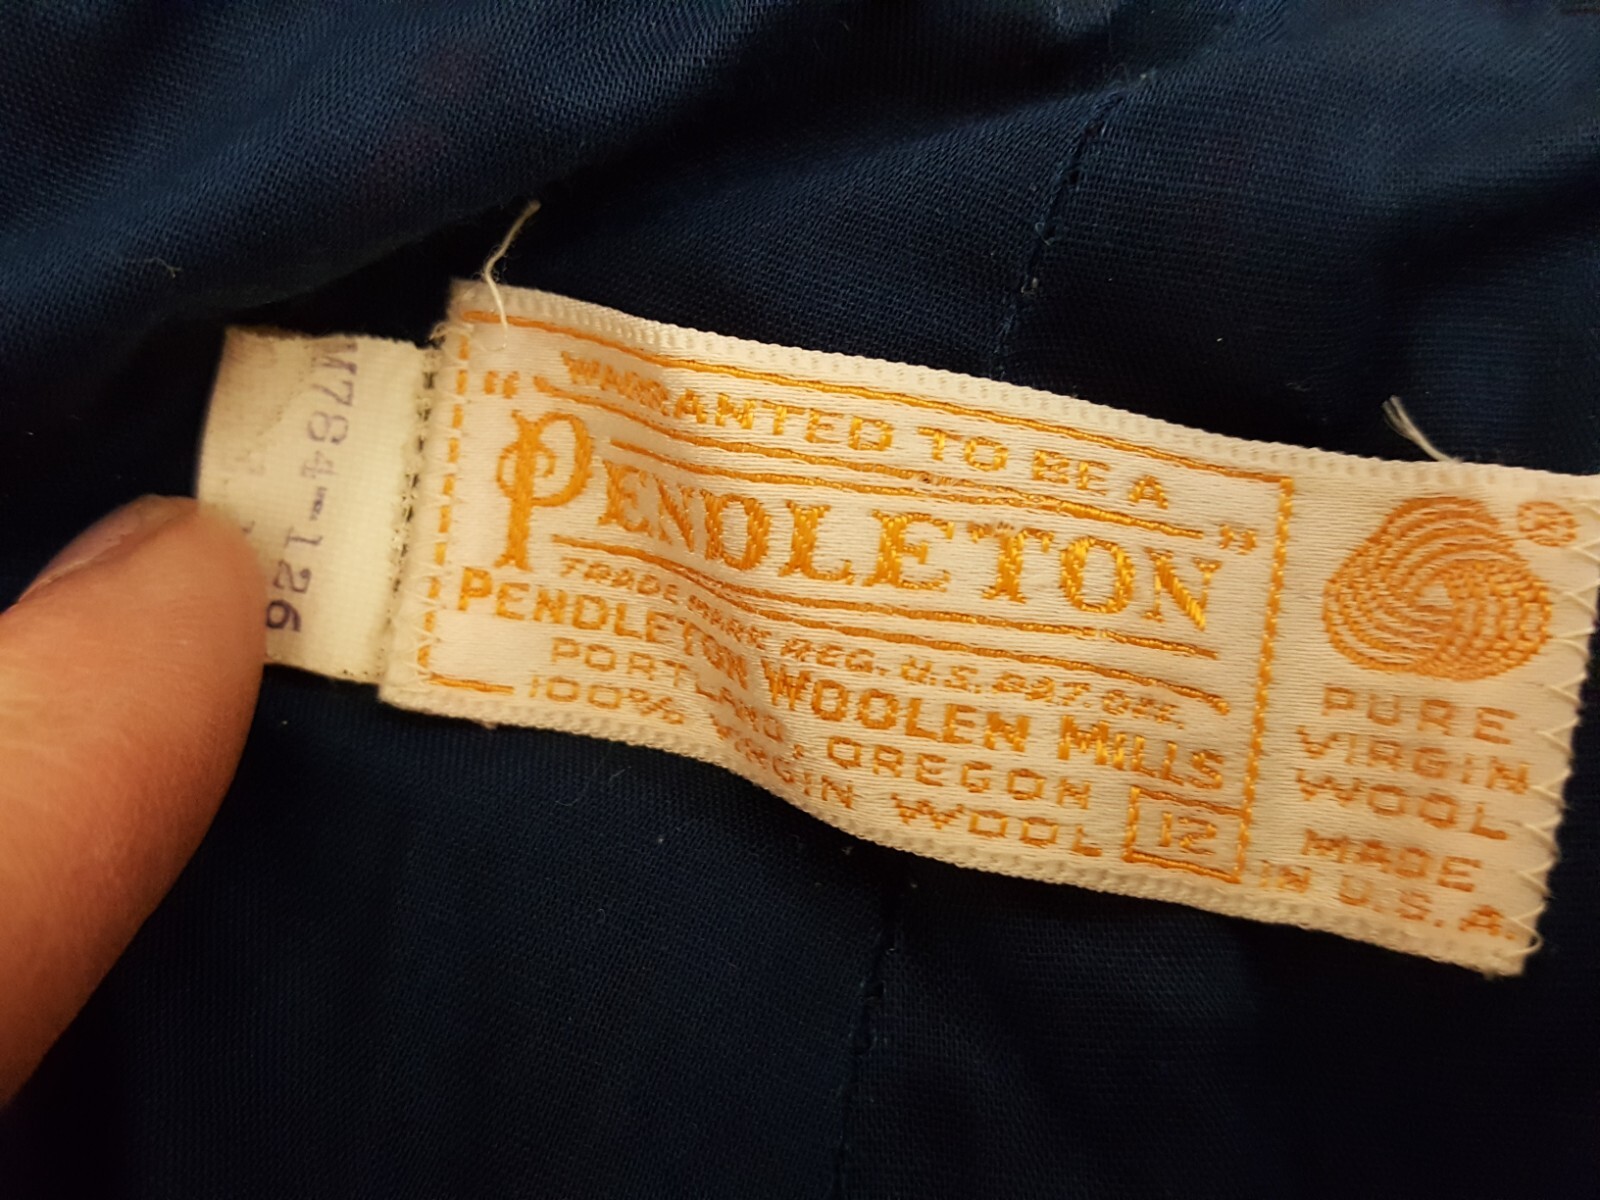 "WARRANTED TO BE A
PENDLETON"
TRADE MARK REG. U.S. PAT. OFF.
PENDLETON WOOLEN MILLS
PORTLAND, OREGON
100% VIRGIN WOOL 12
®
PURE
VIRGIN
WOOL
MADE
IN U.S.A.
M784-126